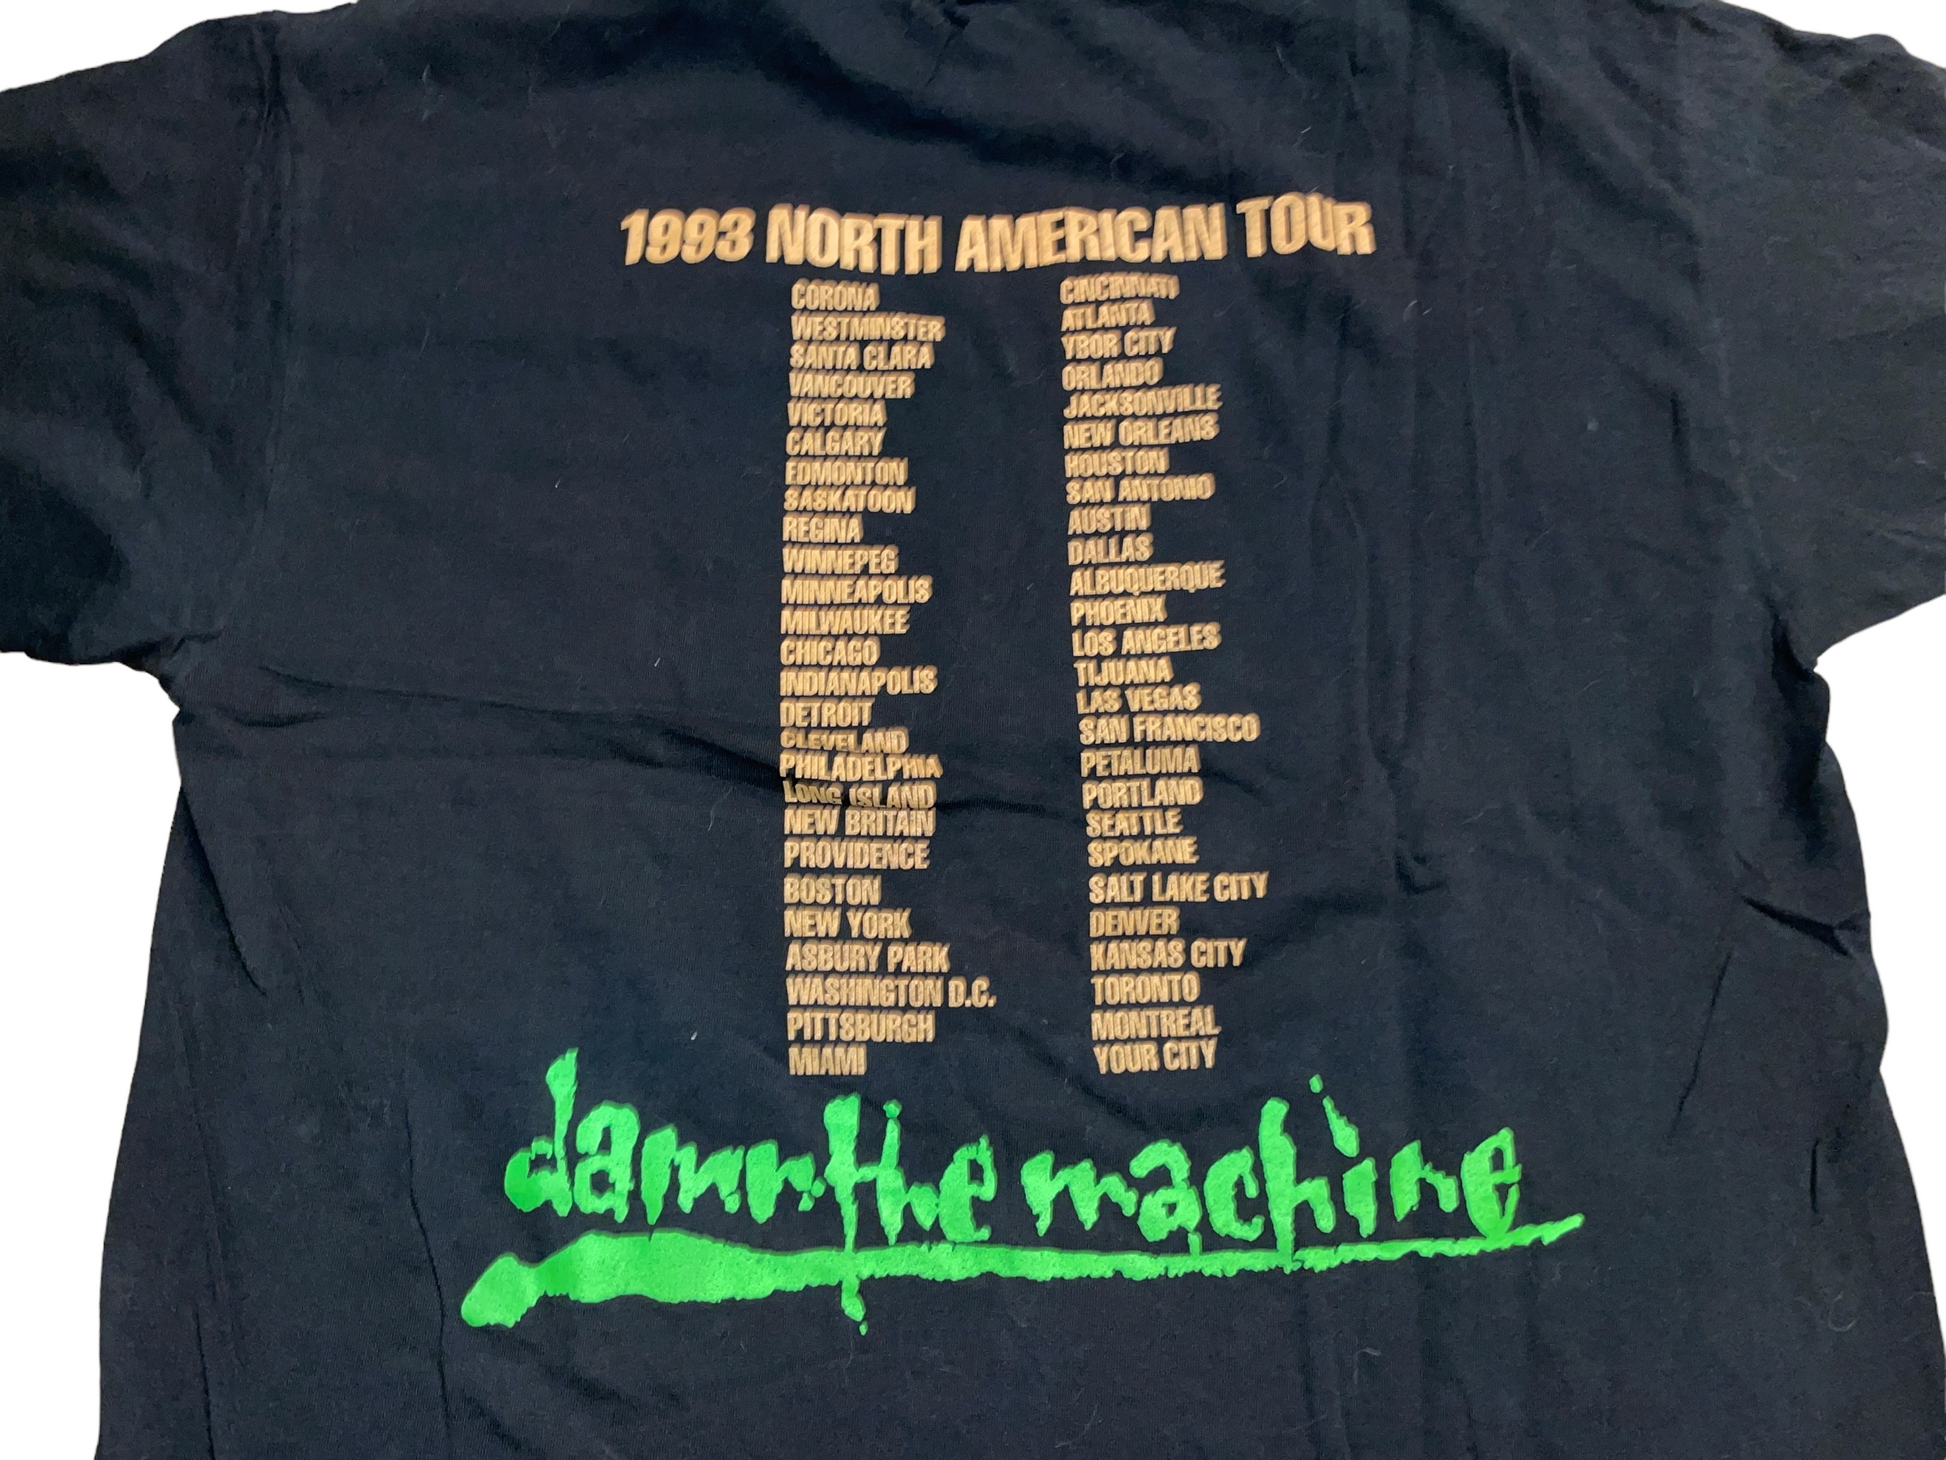 1993 NORTH AMERICAN TOUR
CORONA
WESTMINSTER
SANTA CLARA
VANCOUVER
VICTORIA
CALGARY
EDMONTON
SASKATOON
REGINA
WINNEPEG
MINNEAPOLIS
MILWAUKEE
CHICAGO
INDIANAPOLIS
DETROIT
CLEVELAND
PHILADELPHIA
LONG ISLAND
NEW BRITAIN
PROVIDENCE
BOSTON
NEW YORK
ASBURY PARK
WASHINGTON D.C.
PITTSBURGH
MIAMI
CINCINNATI
ATLANTA
YBOR CITY
ORLANDO
JACKSONVILLE
NEW ORLEANS
HOUSTON
SAN ANTONIO
AUSTIN
DALLAS
ALBUQUERQUE
PHOENIX
LOS ANGELES
TIJUANA
LAS VEGAS
SAN FRANCISCO
PETALUMA
PORTLAND
SEATTLE
SPOKANE
SALT LAKE CITY
DENVER
KANSAS CITY
TORONTO
MONTREAL
YOUR CITY
damn the machine